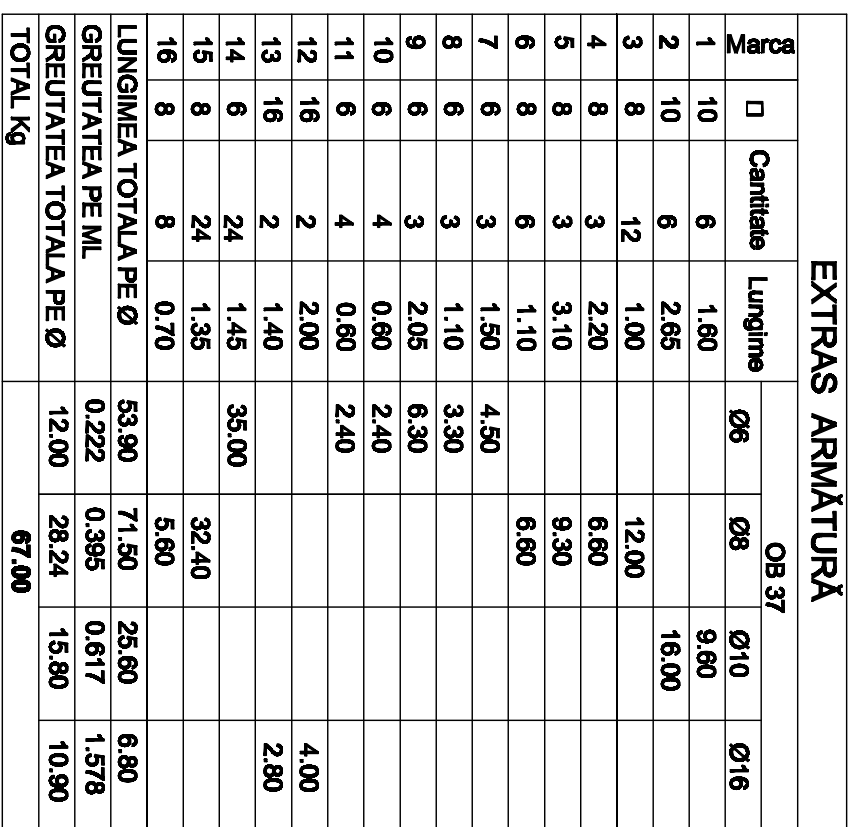 EXTRAS ARMĂTURĂ
Marca □ Cantitate Lungime OB 37
Ø6 Ø8 Ø10 Ø16
1 10 6 1.60 9.60
2 10 6 2.65 16.00
3 8 12 1.00 12.00
4 8 3 2.20 6.60
5 8 3 3.10 9.30
6 8 6 1.10 6.60
7 6 3 1.50 4.50
8 6 3 1.10 3.30
9 6 3 2.05 6.30
10 6 4 0.60 2.40
11 6 4 0.60 2.40
12 16 2 2.00 4.00
13 16 2 1.40 2.80
14 6 24 1.45 35.00
15 8 24 1.35 32.40
16 8 8 0.70 5.60
LUNGIMEA TOTALA PE Ø 53.90 71.50 25.60 6.80
GREUTATEA PE ML 0.222 0.395 0.617 1.578
GREUTATEA TOTALA PE Ø 12.00 28.24 15.80 10.90
TOTAL Kg 67.00